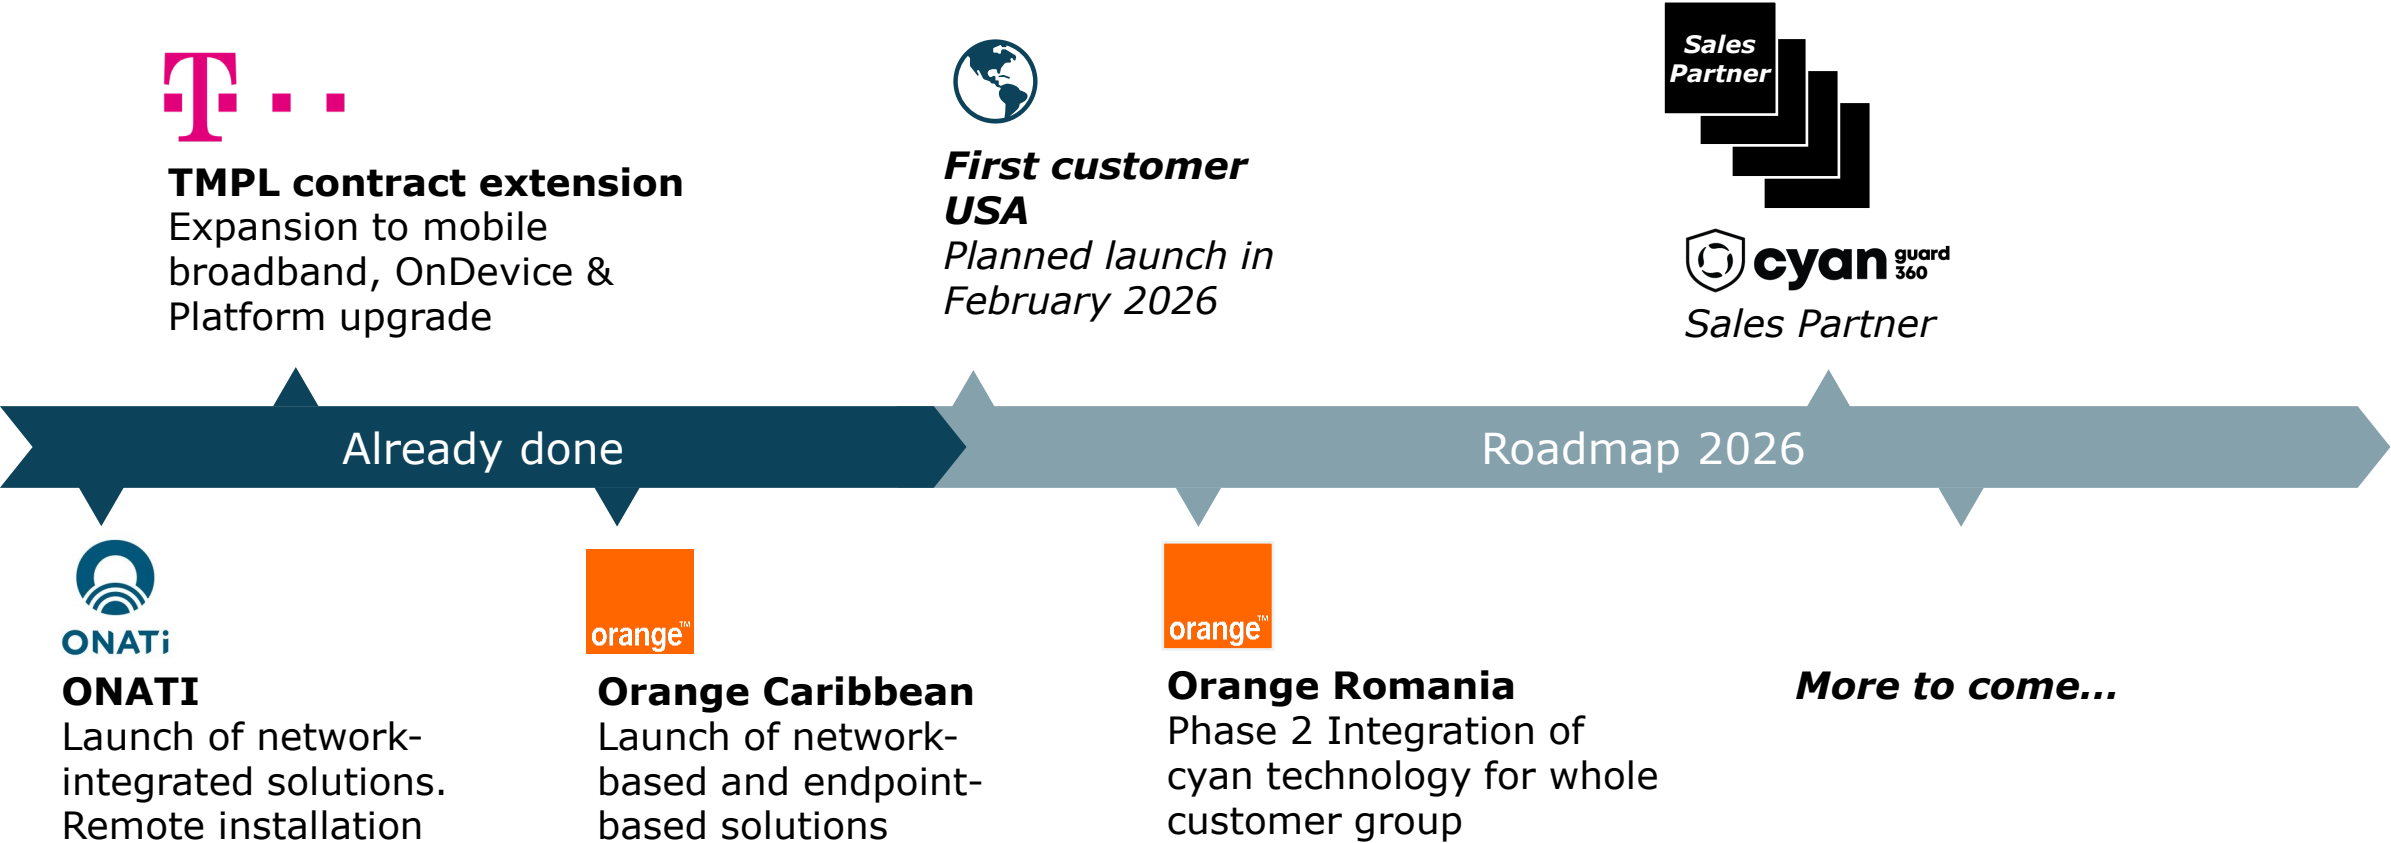 TMPL contract extension
Expansion to mobile
broadband, OnDevice &
Platform upgrade
First customer
USA
Planned launch in
February 2026
Sales
Partner
cyan guard
360
Sales Partner
Already done
Roadmap 2026
ONATi
ONATI
Launch of network-
integrated solutions.
Remote installation
orange™
Orange Caribbean
Launch of network-
based and endpoint-
based solutions
orange™
Orange Romania
Phase 2 Integration of
cyan technology for whole
customer group
More to come…